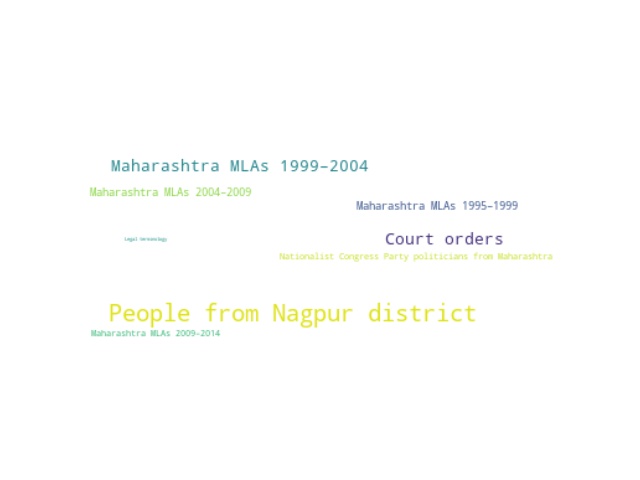 Maharashtra MLAs 1999–2004
Maharashtra MLAs 2004–2009
Maharashtra MLAs 1995–1999
Legal terminology
Court orders
Nationalist Congress Party politicians from Maharashtra
People from Nagpur district
Maharashtra MLAs 2009–2014